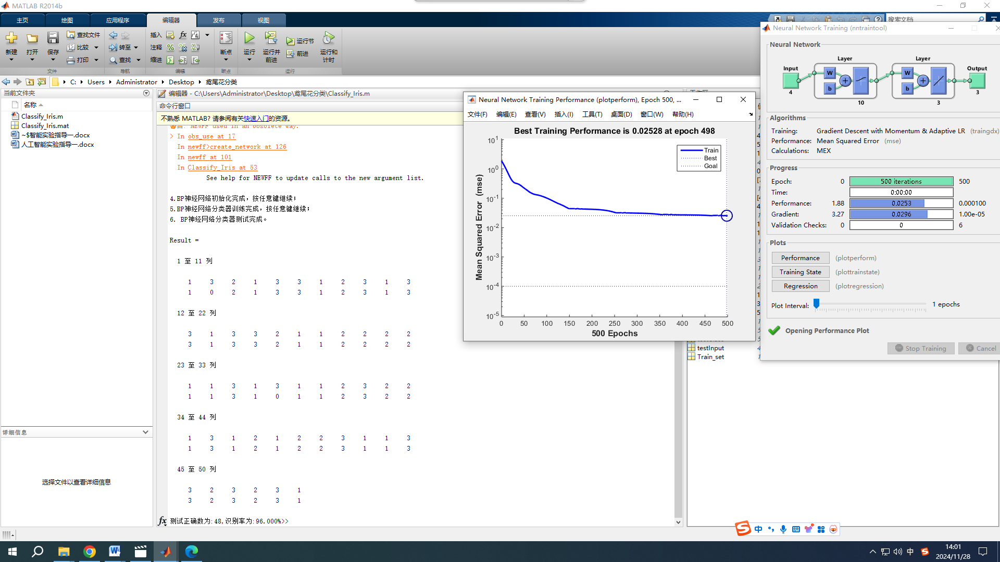 MATLAB R2014b
主页 绘图 应用程序 编辑器 发布 视图
搜索文档
新建 打开 保存 查找文件 比较 打印 转至 查找 插入 注释 缩进 断点 运行 运行并前进 运行节 前进 运行和计时
文件 导航 编辑 断点 运行
C: Users Administrator Desktop 鸢尾花分类
当前文件夹
名称
Classify_Iris.m
Classify_Iris.mat
~$智能实验指导一.docx
人工智能实验指导一.docx
详细信息
选择文件以查看详细信息
编辑器 - C:\Users\Administrator\Desktop\鸢尾花分类\Classify_Iris.m
命令行窗口
不熟悉 MATLAB? 请参阅有关快速入门的资源。
警告: NEWFF used in an obsolete way.
> In obs_use at 17
In newff>create_network at 126
In newff at 101
In Classify_Iris at 53
See help for NEWFF to update calls to the new argument list.
4.BP神经网络初始化完成，按任意键继续；
5.BP神经网络分类器训练完成，按任意键继续；
6. BP神经网络分类器测试完成。
Result =
1 至 11 列
1 3 2 1 3 3 1 2 3 1 3
1 0 2 1 3 3 1 2 3 1 3
12 至 22 列
3 1 3 3 2 1 1 2 2 2 2
3 1 3 3 2 1 1 2 2 2 2
23 至 33 列
1 1 3 1 3 1 1 2 3 2 2
1 1 3 1 0 1 1 2 3 2 2
34 至 44 列
1 3 1 2 1 2 2 3 1 1 3
1 3 1 2 1 2 2 3 1 1 3
45 至 50 列
3 2 3 2 3 1
3 2 3 2 3 1
fx 测试正确数为:48,识别率为:96.000%>>
Neural Network Training Performance (plotperform), Epoch 500, ...
文件(F) 编辑(E) 查看(V) 插入(I) 工具(T) 桌面(D) 窗口(W) 帮助(H)
Best Training Performance is 0.02528 at epoch 498
Mean Squared Error (mse)
10^1
10^0
10^-1
10^-2
10^-3
10^-4
10^-5
Train
Best
Goal
0 50 100 150 200 250 300 350 400 450 500
500 Epochs
testInput
Train_set
Neural Network Training (nntraintool)
Neural Network
Layer Layer
Input Output
W W
b b
4 10 3 3
Algorithms
Training: Gradient Descent with Momentum & Adaptive LR (traingdx)
Performance: Mean Squared Error (mse)
Calculations: MEX
Progress
Epoch: 0 500 iterations 500
Time: 0:00:00
Performance: 1.88 0.0253 0.000100
Gradient: 3.27 0.0296 1.00e-05
Validation Checks: 0 0 6
Plots
Performance (plotperform)
Training State (plottrainstate)
Regression (plotregression)
Plot Interval: 1 epochs
Opening Performance Plot
Stop Training Cancel
中
中
14:01
2024/11/28